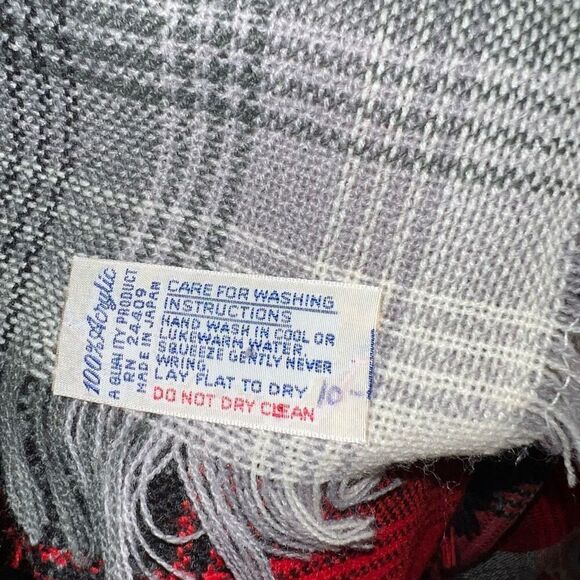 100% Acrylic
A QUALITY PRODUCT
RN 24409
MADE IN JAPAN
CARE FOR WASHING
INSTRUCTIONS
HAND WASH IN COOL OR
LUKEWARM WATER
SQUEEZE GENTLY NEVER
WRING.
LAY FLAT TO DRY
DO NOT DRY CLEAN
10-